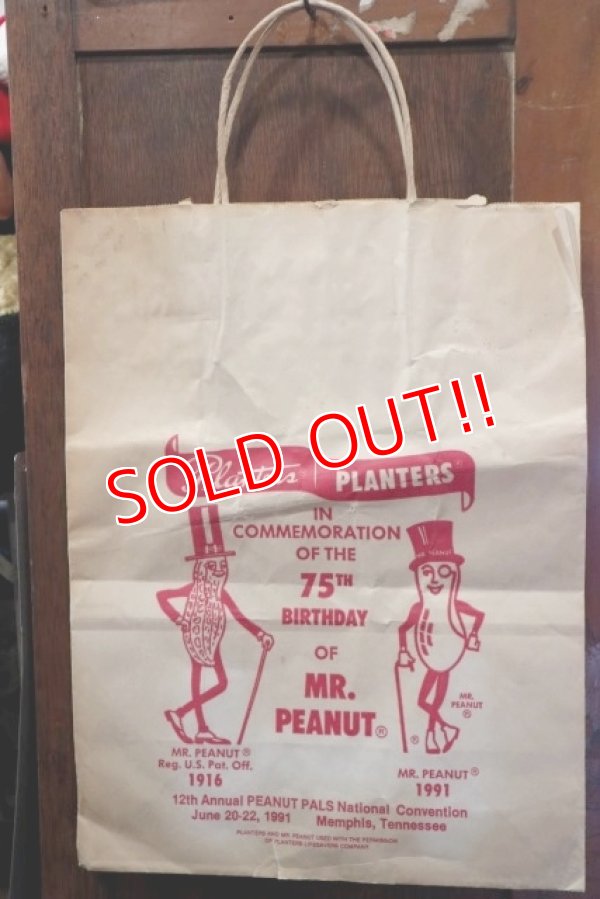 SOLD OUT!!
Planters PLANTERS
IN
COMMEMORATION
OF THE
75TH
BIRTHDAY
OF
MR.
PEANUT®
MR. PEANUT
MR.
PEANUT
®
®
MR. PEANUT®
Reg. U.S. Pat. Off.
1916
MR. PEANUT®
1991
12th Annual PEANUT PALS National Convention
June 20-22, 1991 Memphis, Tennessee
PLANTERS AND MR. PEANUT USED WITH THE PERMISSION
OF PLANTERS LIFESAVERS COMPANY